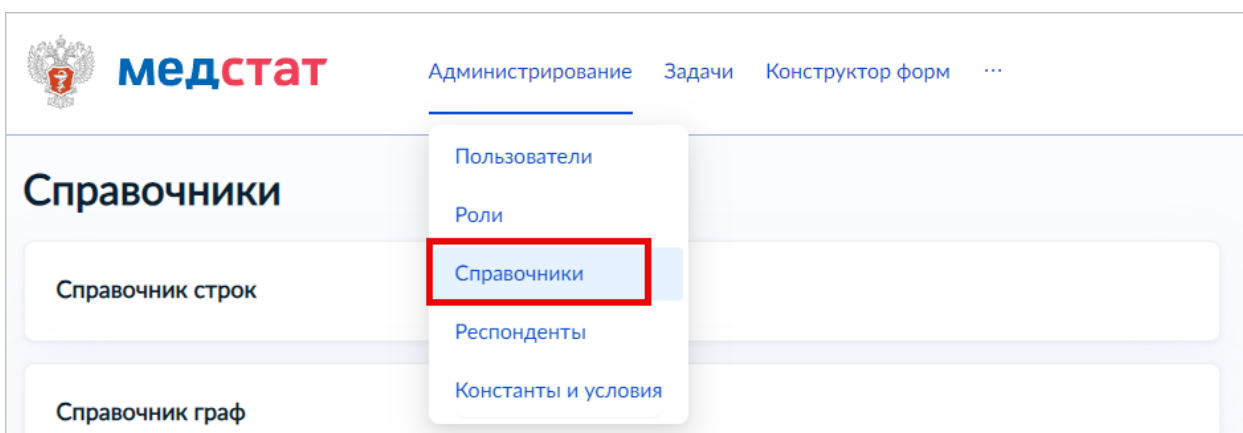 медстат
Администрирование Задачи Конструктор форм ...
Пользователи
Справочники
Роли
Справочники
Справочник строк
Респонденты
Константы и условия
Справочник граф